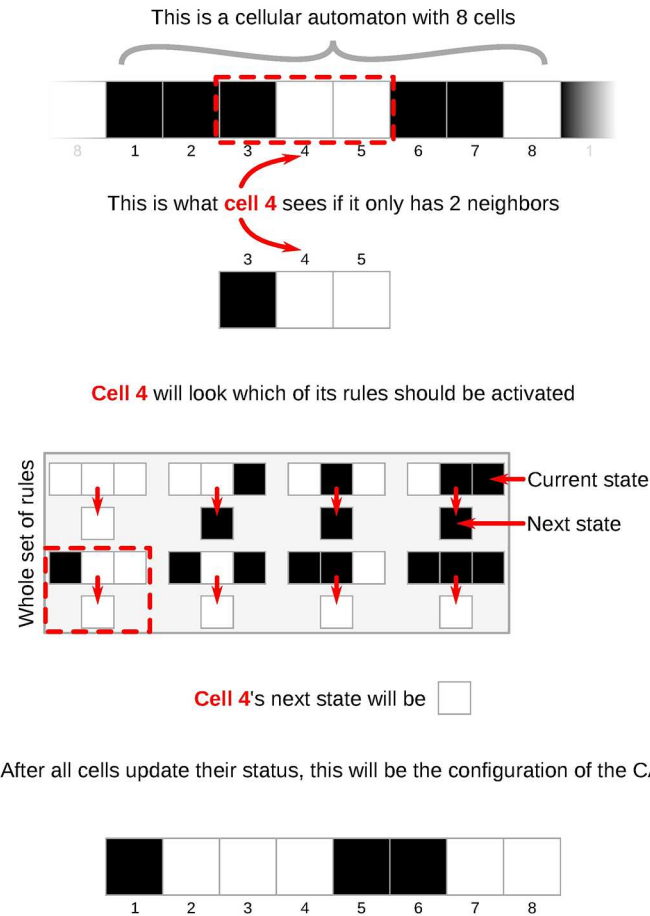 This is a cellular automaton with 8 cells
8 1 2 3 4 5 6 7 8 1
This is what cell 4 sees if it only has 2 neighbors
3 4 5
Cell 4 will look which of its rules should be activated
Whole set of rules
Current state
Next state
Cell 4's next state will be
After all cells update their status, this will be the configuration of the CA
1 2 3 4 5 6 7 8